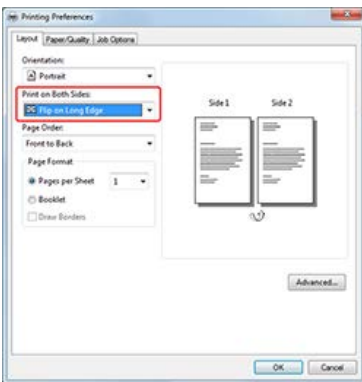 Printing Preferences
Layout Paper/Quality Job Options
Orientation:
Portrait
Print on Both Sides:
Flip on Long Edge
Page Order:
Front to Back
Page Format
Pages per Sheet 1
Booklet
Draw Borders
Side 1 Side 2
Advanced...
OK Cancel